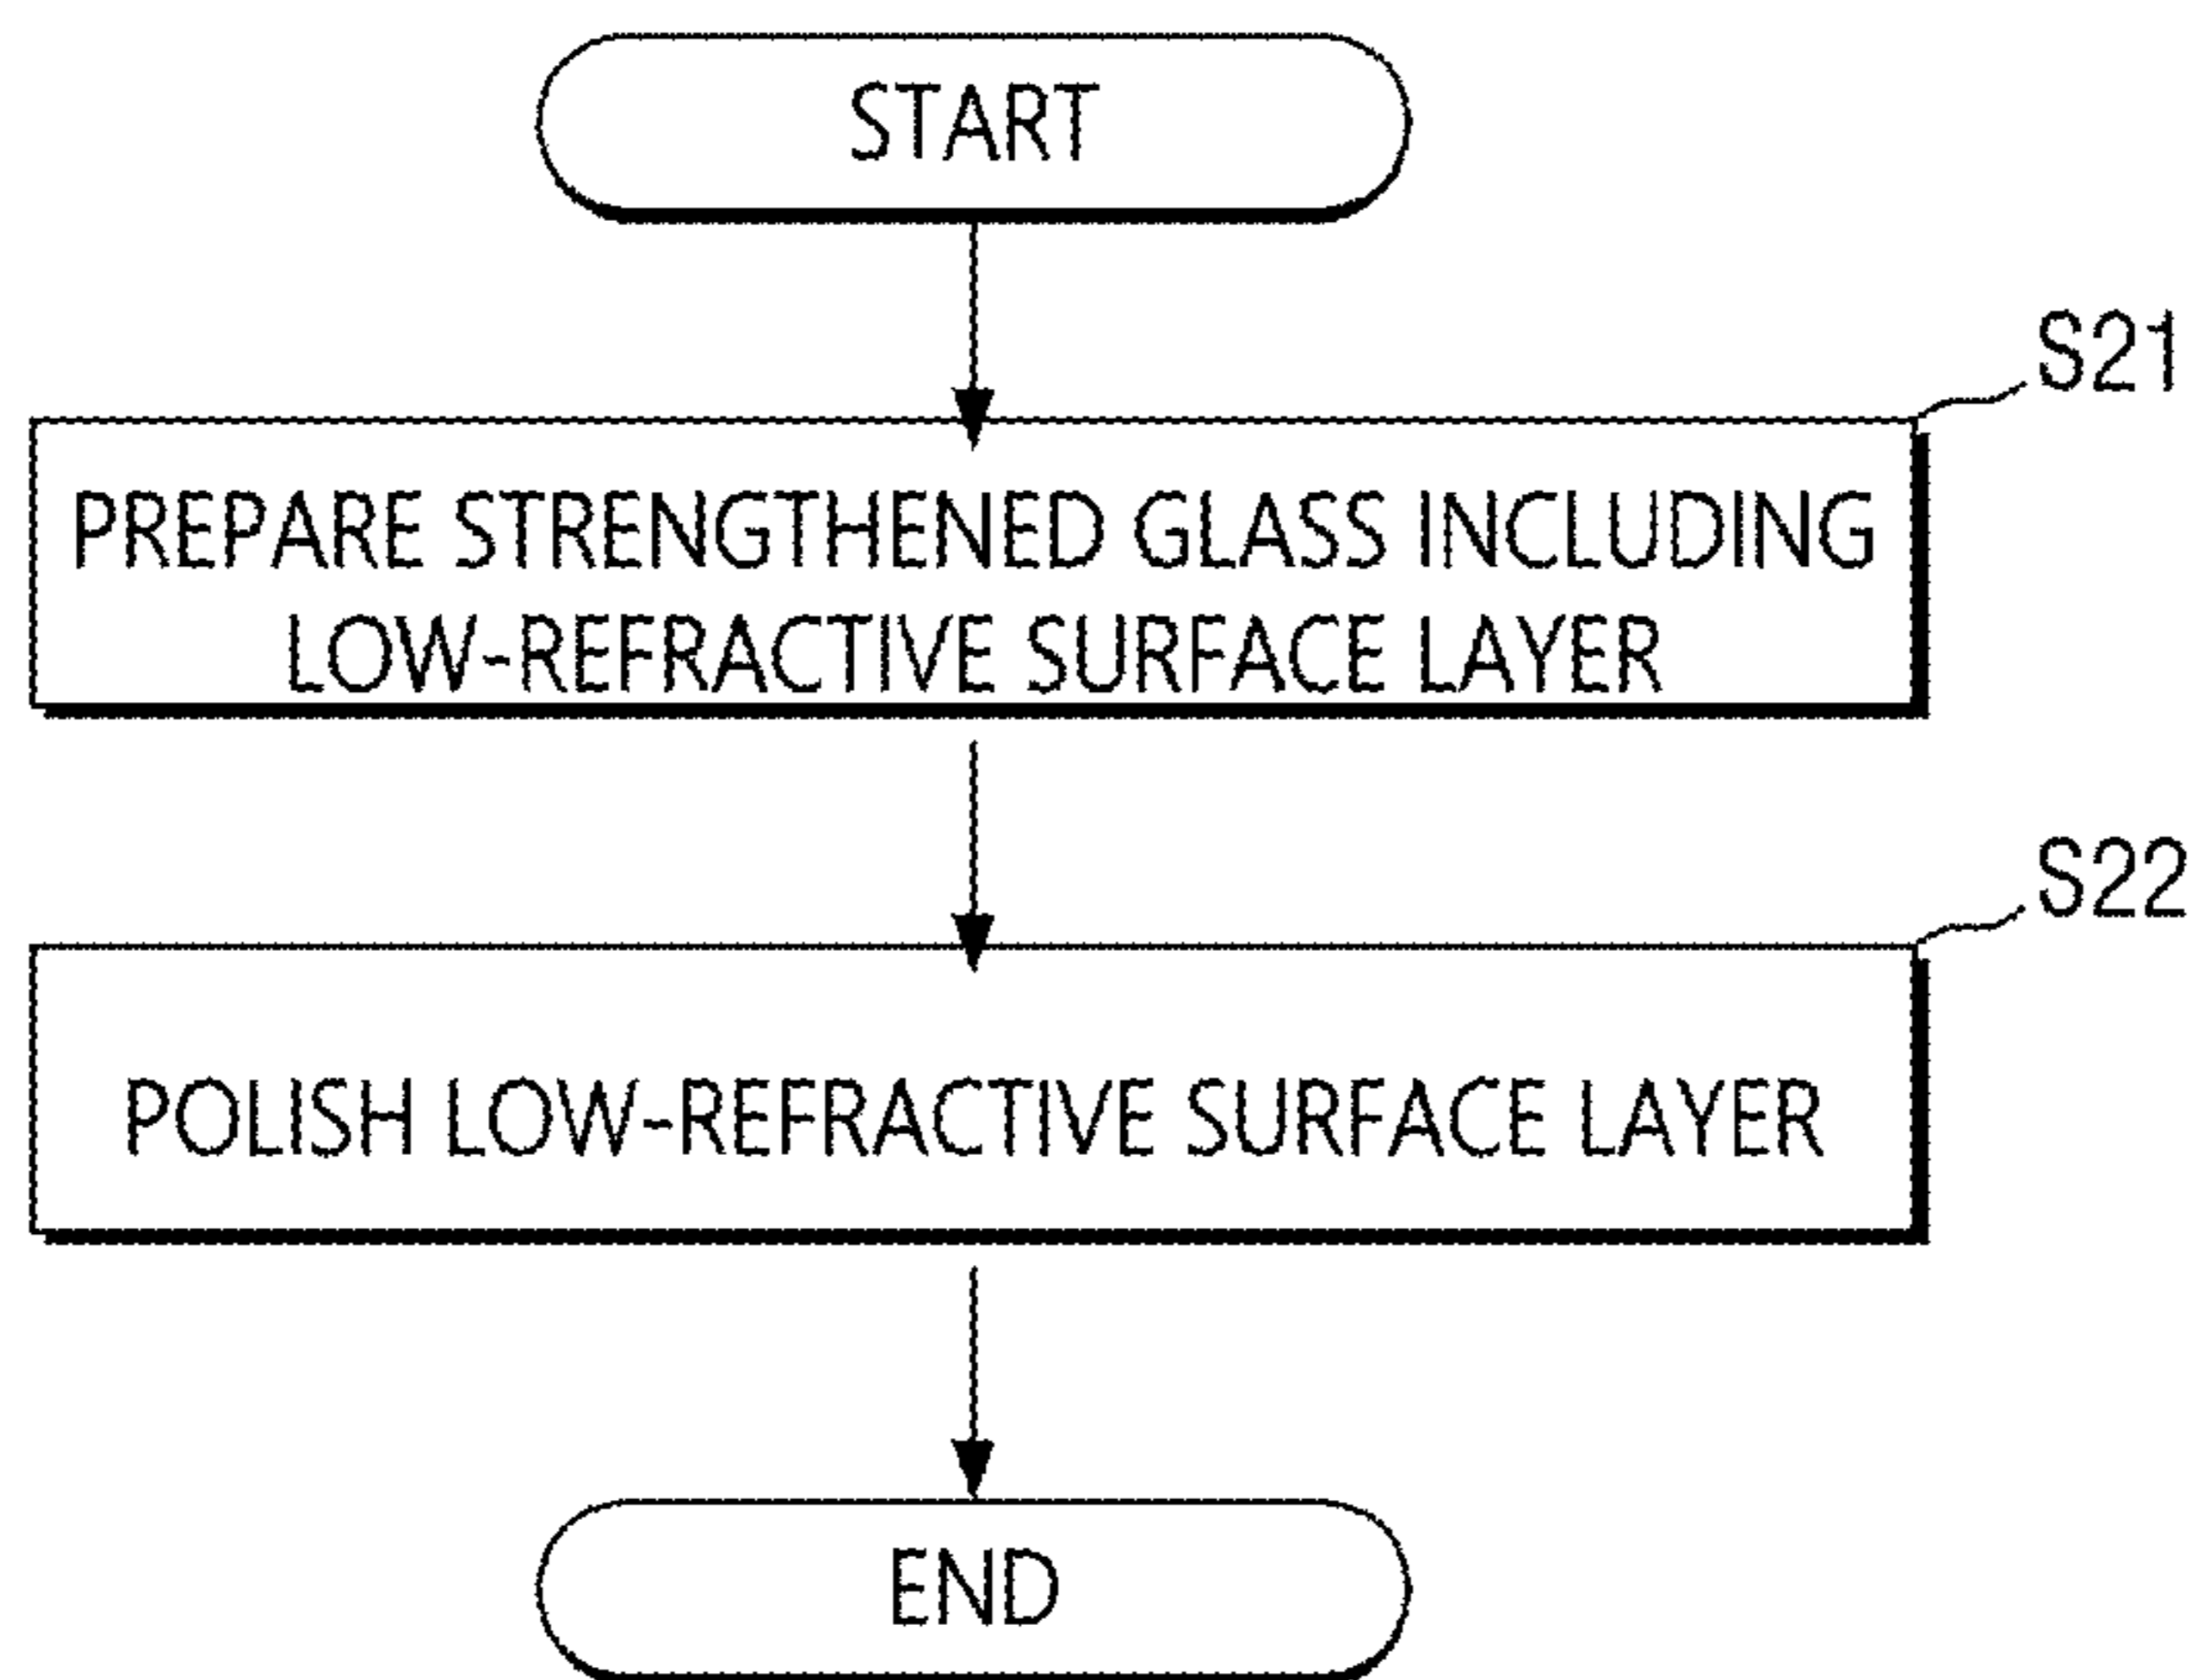 START
S21
PREPARE STRENGTHENED GLASS INCLUDING
LOW-REFRACTIVE SURFACE LAYER
S22
POLISH LOW-REFRACTIVE SURFACE LAYER
END